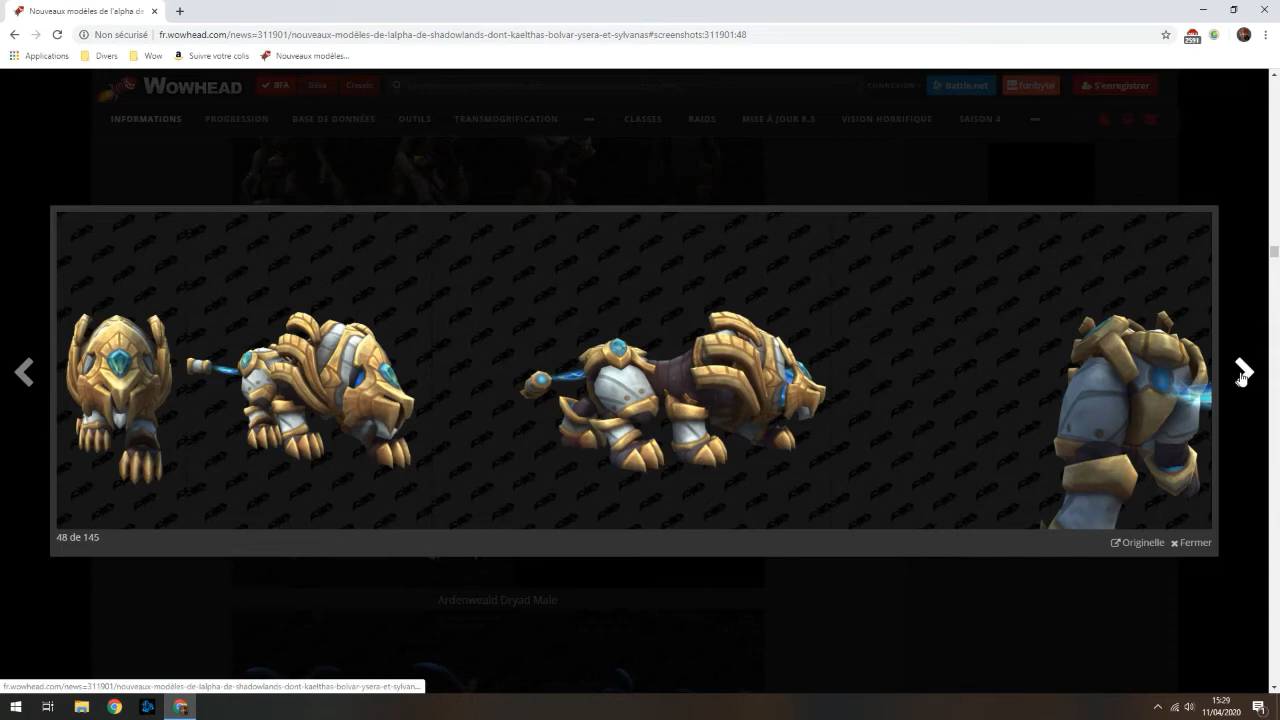 Nouveaux modèles de l'alpha de
Non sécurisé
fr.wowhead.com/news=311901/nouveaux-modèles-de-lalpha-de-shadowlands-dont-kaelthas-bolvar-ysera-et-sylvanas#screenshots:311901:48
2591
Applications
Divers
Wow
Suivre votre colis
Nouveaux modèles...
WOWHEAD
BFA
Bêta
Classic
CONNEXION
Battle.net
funbyte
S'enregistrer
INFORMATIONS
PROGRESSION
BASE DE DONNÉES
OUTILS
TRANSMOGRIFICATION
CLASSES
RAIDS
MISE À JOUR 8.3
VISION HORRIFIQUE
SAISON 4
48 de 145
Originelle
Fermer
Ardenweald Dryad Male
fr.wowhead.com/news=311901/nouveaux-modèles-de-lalpha-de-shadowlands-dont-kaelthas-bolvar-ysera-et-sylvan...
15:29
11/04/2020
1